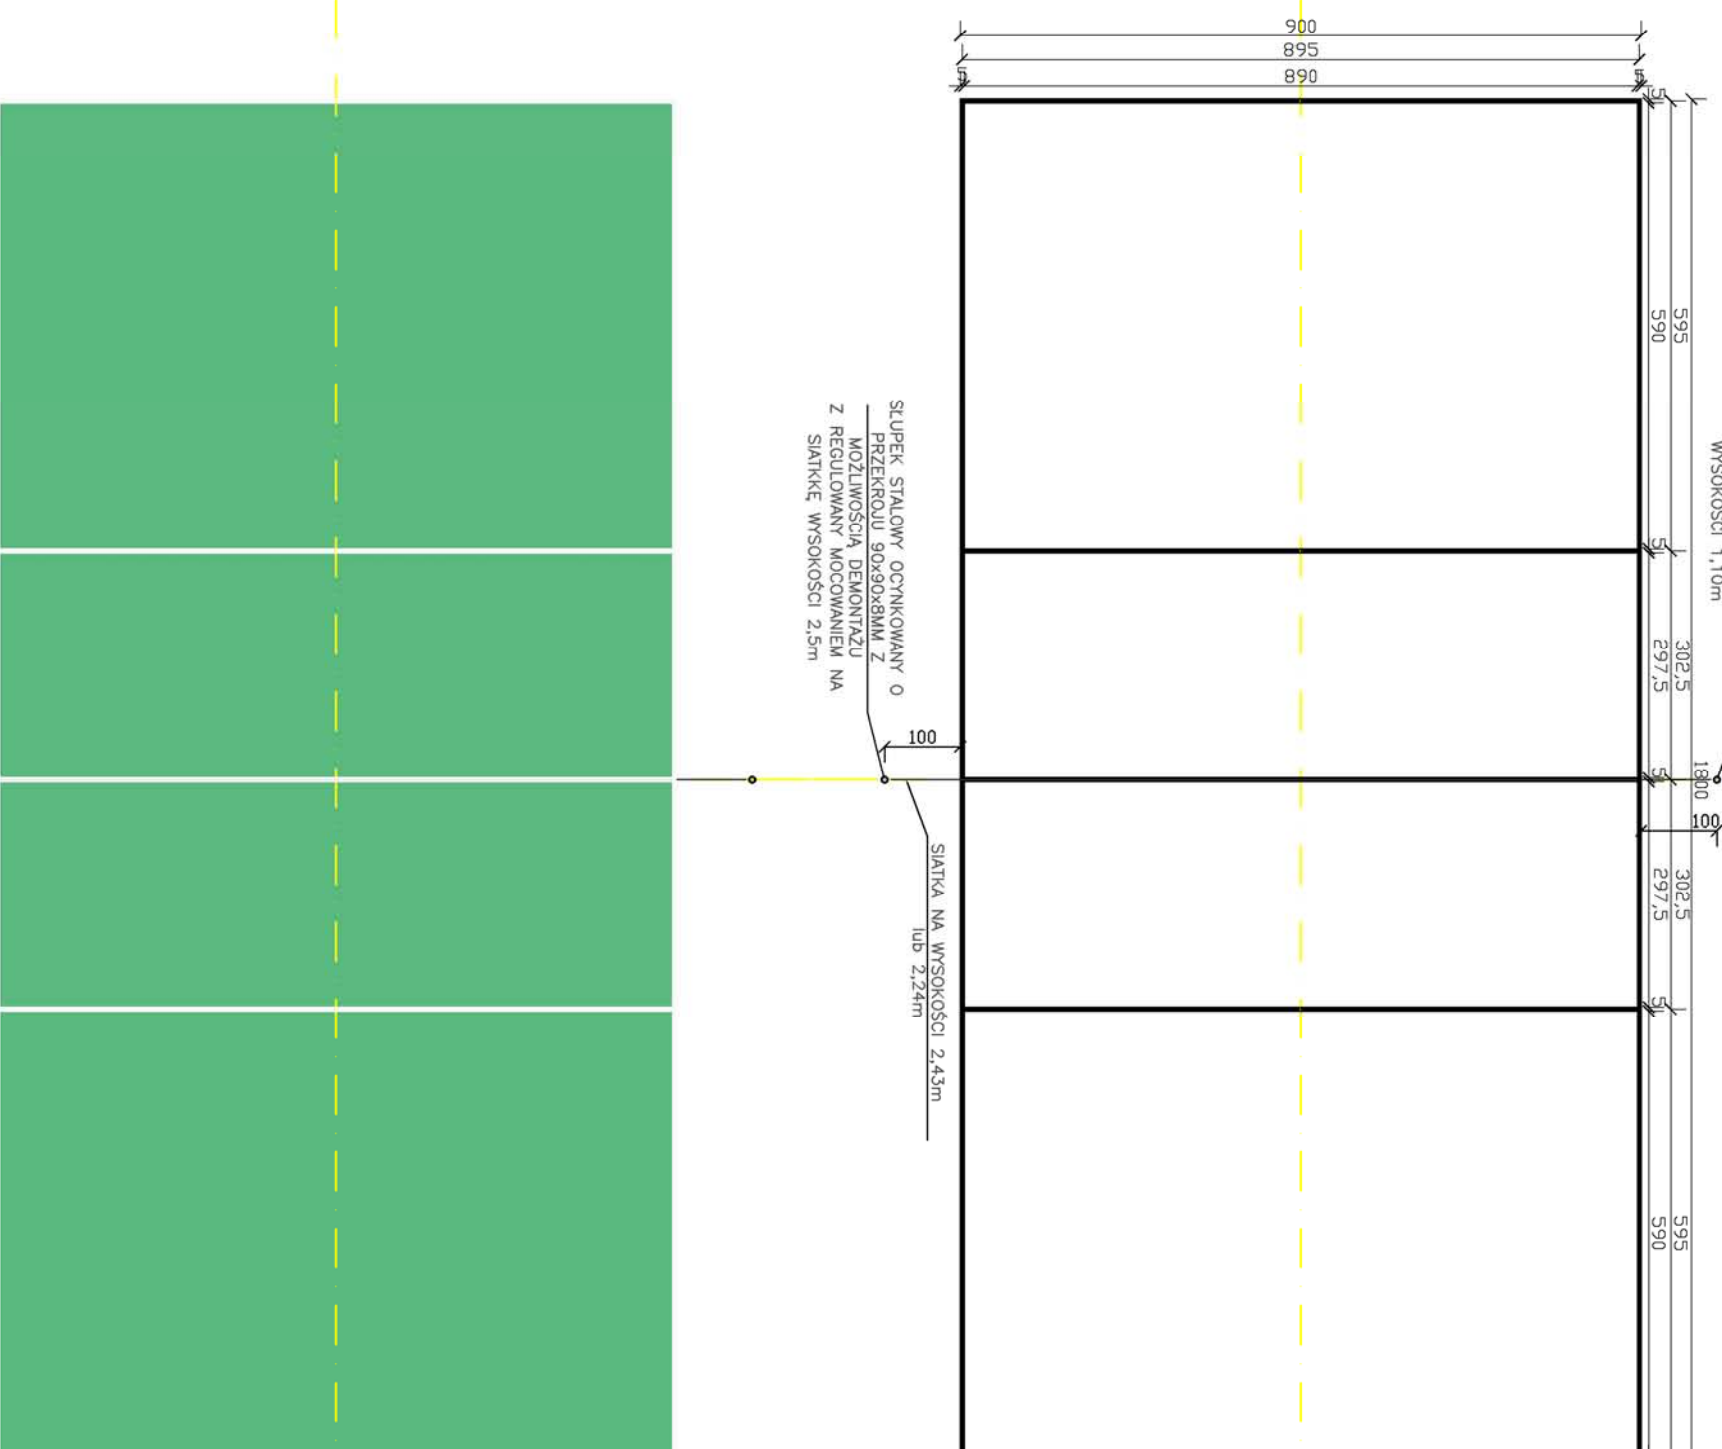 900
895
5 890 5
5
595
590
WYSOKOŚCI 1,10m
5
302,5
297,5
SŁUPEK STALOWY OCYNKOWANY O
PRZEKROJU 90x90x8MM Z
MOŻLIWOŚCIĄ DEMONTAŻU
Z REGULOWANY MOCOWANIEM NA
SIATKKĘ WYSOKOŚCI 2,5m
100
5
1800
100
302,5
297,5
SIATKA NA WYSOKOŚCI 2,43m
lub 2,24m
5
595
590